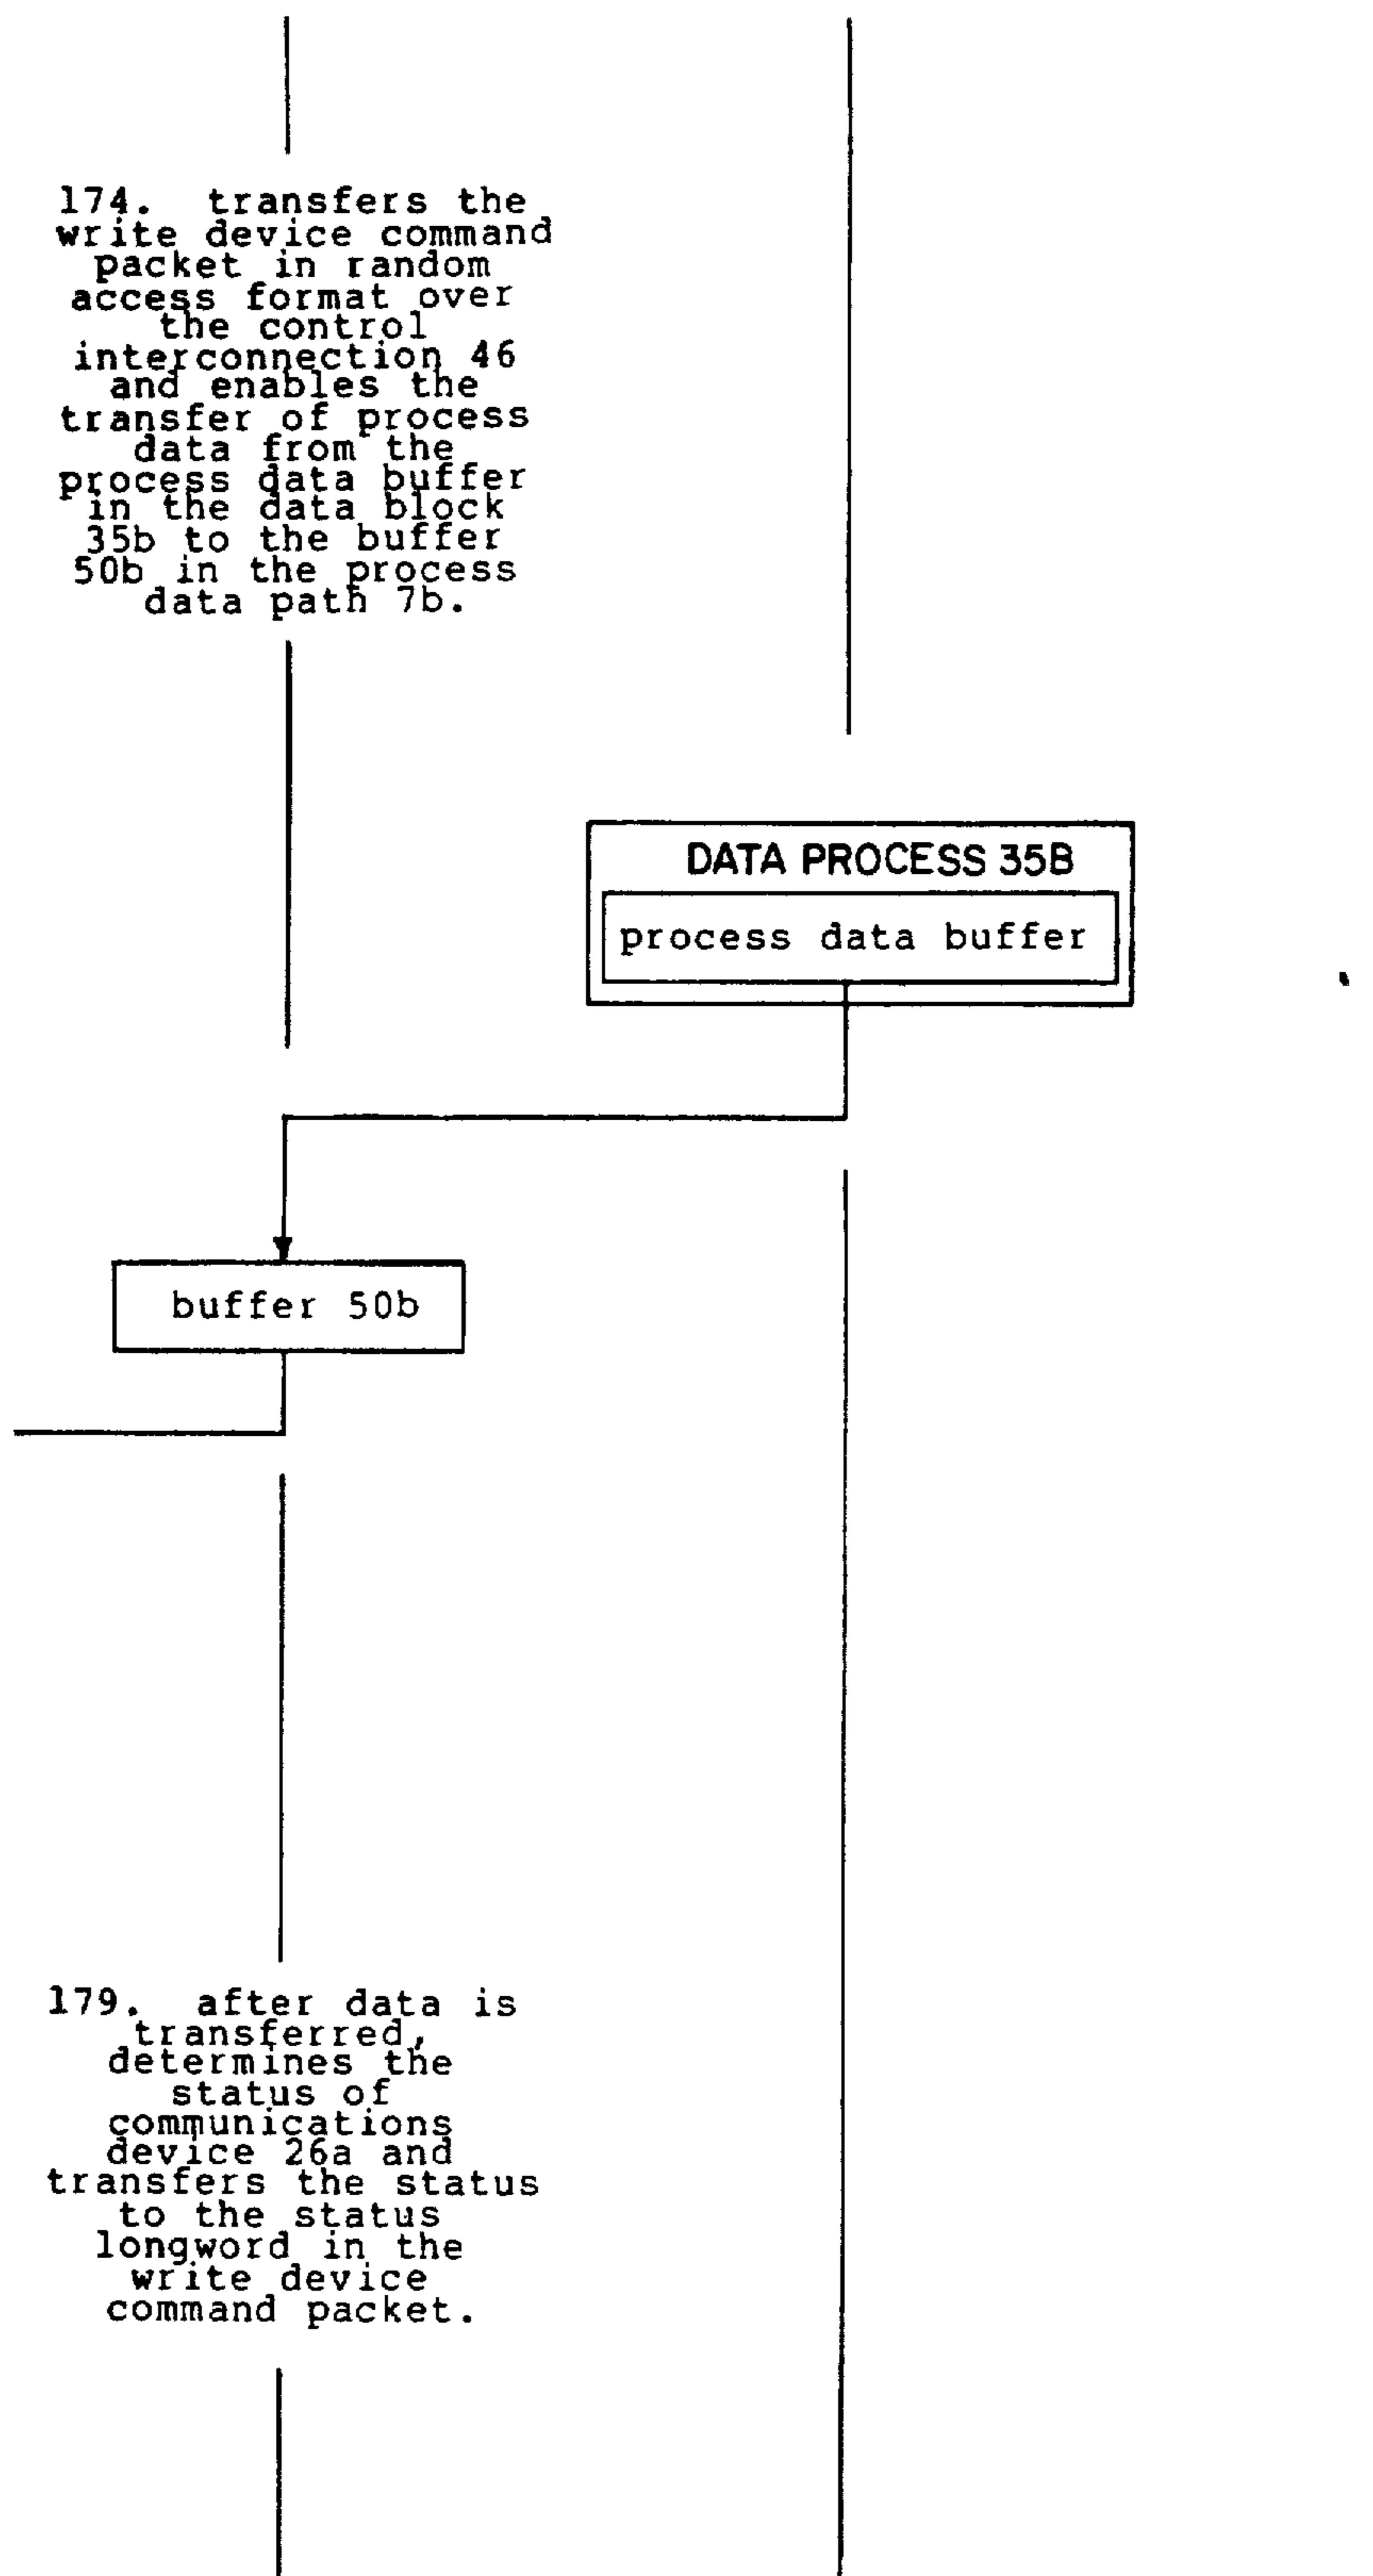 174. transfers the
write device command
packet in random
access format over
the control
interconnection 46
and enables the
transfer of process
data from the
process data buffer
in the data block
35b to the buffer
50b in the process
data path 7b.
DATA PROCESS 35B
process data buffer
buffer 50b
179. after data is
transferred,
determines the
status of
communications
device 26a and
transfers the status
to the status
longword in the
write device
command packet.